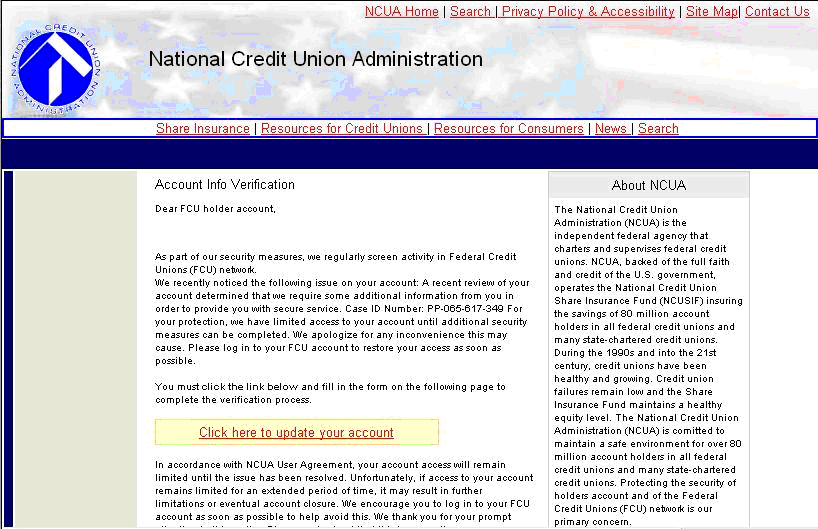 NCUA Home | Search | Privacy Policy & Accessibility | Site Map| Contact Us
NATIONAL CREDIT UNION ADMINISTRATION
National Credit Union Administration
Share Insurance | Resources for Credit Unions | Resources for Consumers | News | Search
Account Info Verification
Dear FCU holder account,
As part of our security measures, we regularly screen activity in Federal Credit
Unions (FCU) network.
We recently noticed the following issue on your account: A recent review of your
account determined that we require some additional information from you in
order to provide you with secure service. Case ID Number: PP-065-617-349 For
your protection, we have limited access to your account until additional security
measures can be completed. We apologize for any inconvenience this may
cause. Please log in to your FCU account to restore your access as soon as
possible.
You must click the link below and fill in the form on the following page to
complete the verification process.
Click here to update your account
In accordance with NCUA User Agreement, your account access will remain
limited until the issue has been resolved. Unfortunately, if access to your account
remains limited for an extended period of time, it may result in further
limitations or eventual account closure. We encourage you to log in to your FCU
account as soon as possible to help avoid this. We thank you for your prompt
About NCUA
The National Credit Union
Administration (NCUA) is the
independent federal agency that
charters and supervises federal credit
unions. NCUA, backed of the full faith
and credit of the U.S. government,
operates the National Credit Union
Share Insurance Fund (NCUSIF) insuring
the savings of 80 million account
holders in all federal credit unions and
many state-chartered credit unions.
During the 1990s and into the 21st
century, credit unions have been
healthy and growing. Credit union
failures remain low and the Share
Insurance Fund maintains a healthy
equity level. The National Credit Union
Administration (NCUA) is comitted to
maintain a safe environment for over 80
million account holders in all federal
credit unions and many state-chartered
credit unions. Protecting the security of
holders account and of the Federal
Credit Unions (FCU) network is our
primary concern.